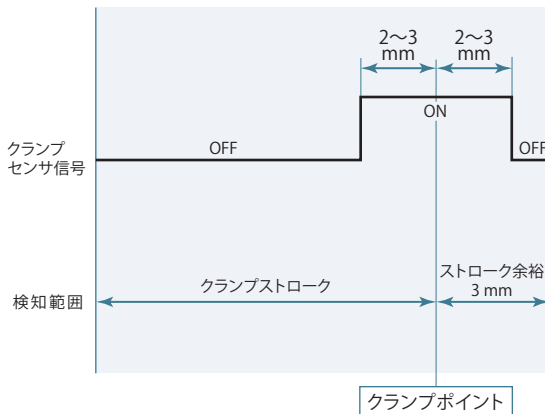 2～3
mm
2～3
mm
ON
クランプ
センサ信号
OFF
OFF
検知範囲
クランプストローク
ストローク余裕
3 mm
クランプポイント